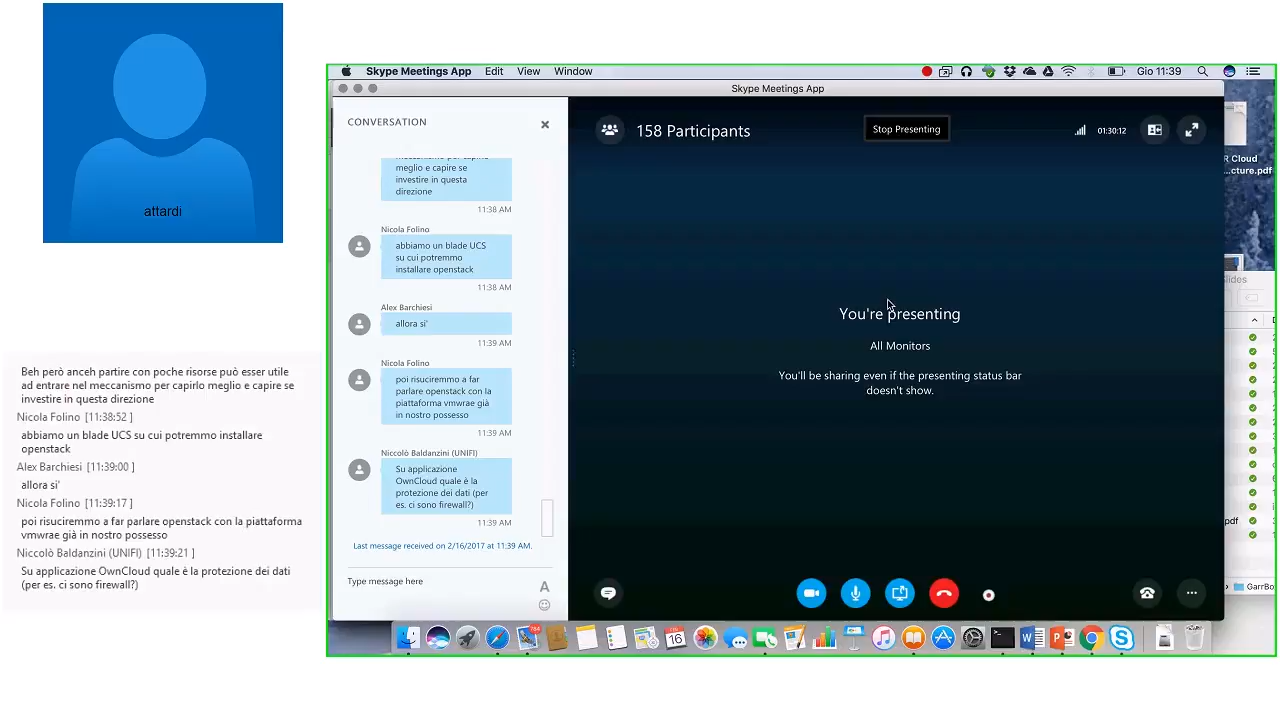 attardi
Beh però anceh partire con poche risorse può esser utile
ad entrare nel meccanismo per capirlo meglio e capire se
investire in questa direzione
Nicola Folino [11:38:52 ]
abbiamo un blade UCS su cui potremmo installare
openstack
Alex Barchiesi [11:39:00 ]
allora si'
Nicola Folino [11:39:17 ]
poi risuciremmo a far parlare openstack con la piattaforma
vmwrae già in nostro possesso
Niccolò Baldanzini (UNIFI) [11:39:21 ]
Su applicazione OwnCloud quale è la protezione dei dati
(per es. ci sono firewall?)
Skype Meetings App Edit View Window Gio 11:39
Skype Meetings App
CONVERSATION
meglio e capire se
investire in questa
direzione
11:38 AM
Nicola Folino
abbiamo un blade UCS
su cui potremmo
installare openstack
11:38 AM
Alex Barchiesi
allora si'
11:39 AM
Nicola Folino
poi risuciremmo a far
parlare openstack con la
piattaforma vmwrae già
in nostro possesso
11:39 AM
Niccolò Baldanzini (UNIFI)
Su applicazione
OwnCloud quale è la
protezione dei dati (per
es. ci sono firewall?)
11:39 AM
Last message received on 2/16/2017 at 11:39 AM.
Type message here
A
158 Participants
Stop Presenting
01:30:12
You're presenting
All Monitors
You'll be sharing even if the presenting status bar
doesn't show.
R Cloud
...cture.pdf
lides
pdf
GarrBo
16